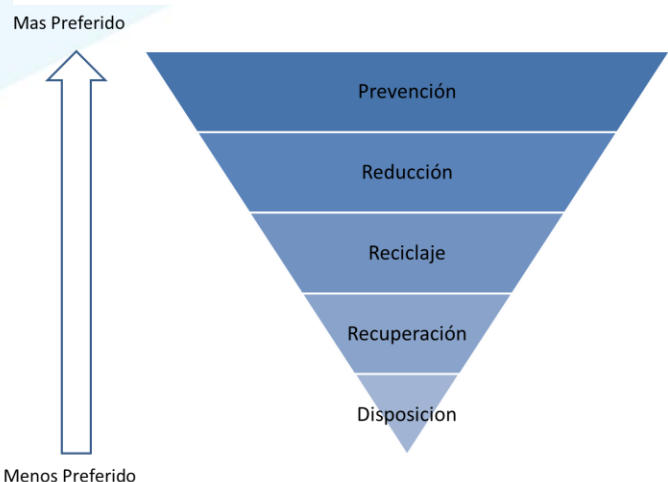 Mas Preferido
Prevención
Reducción
Reciclaje
Recuperación
Disposicion
Menos Preferido